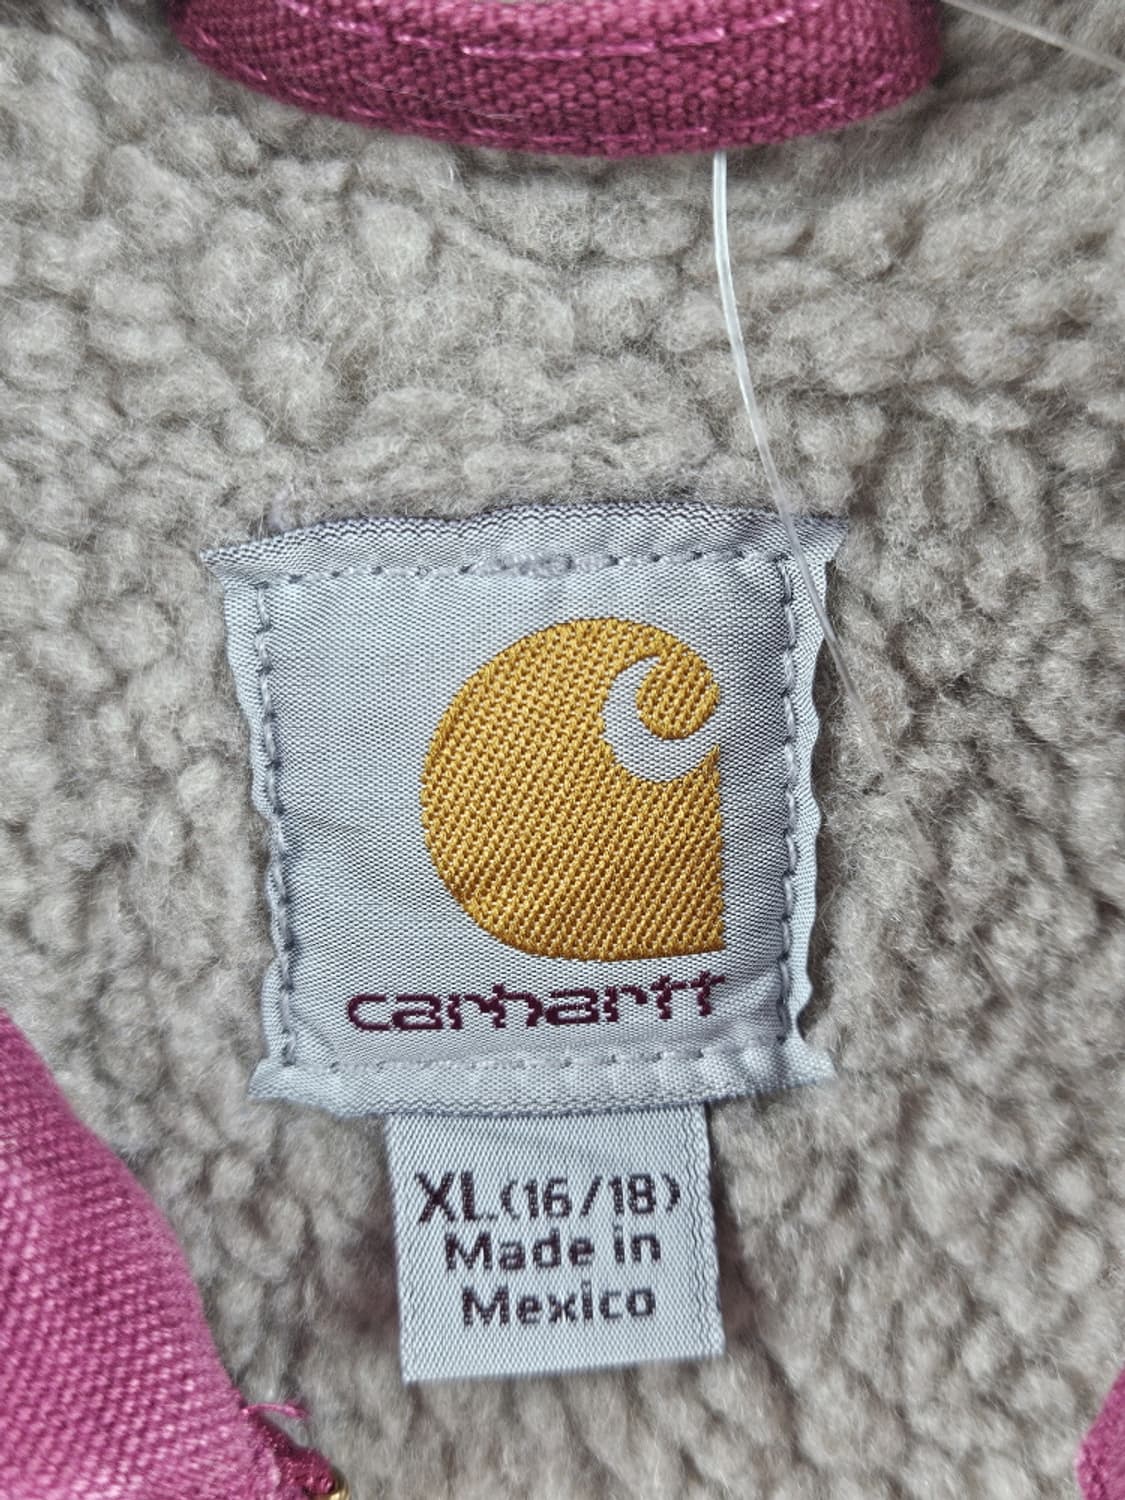 carhartt
XL(16/18)
Made in
Mexico